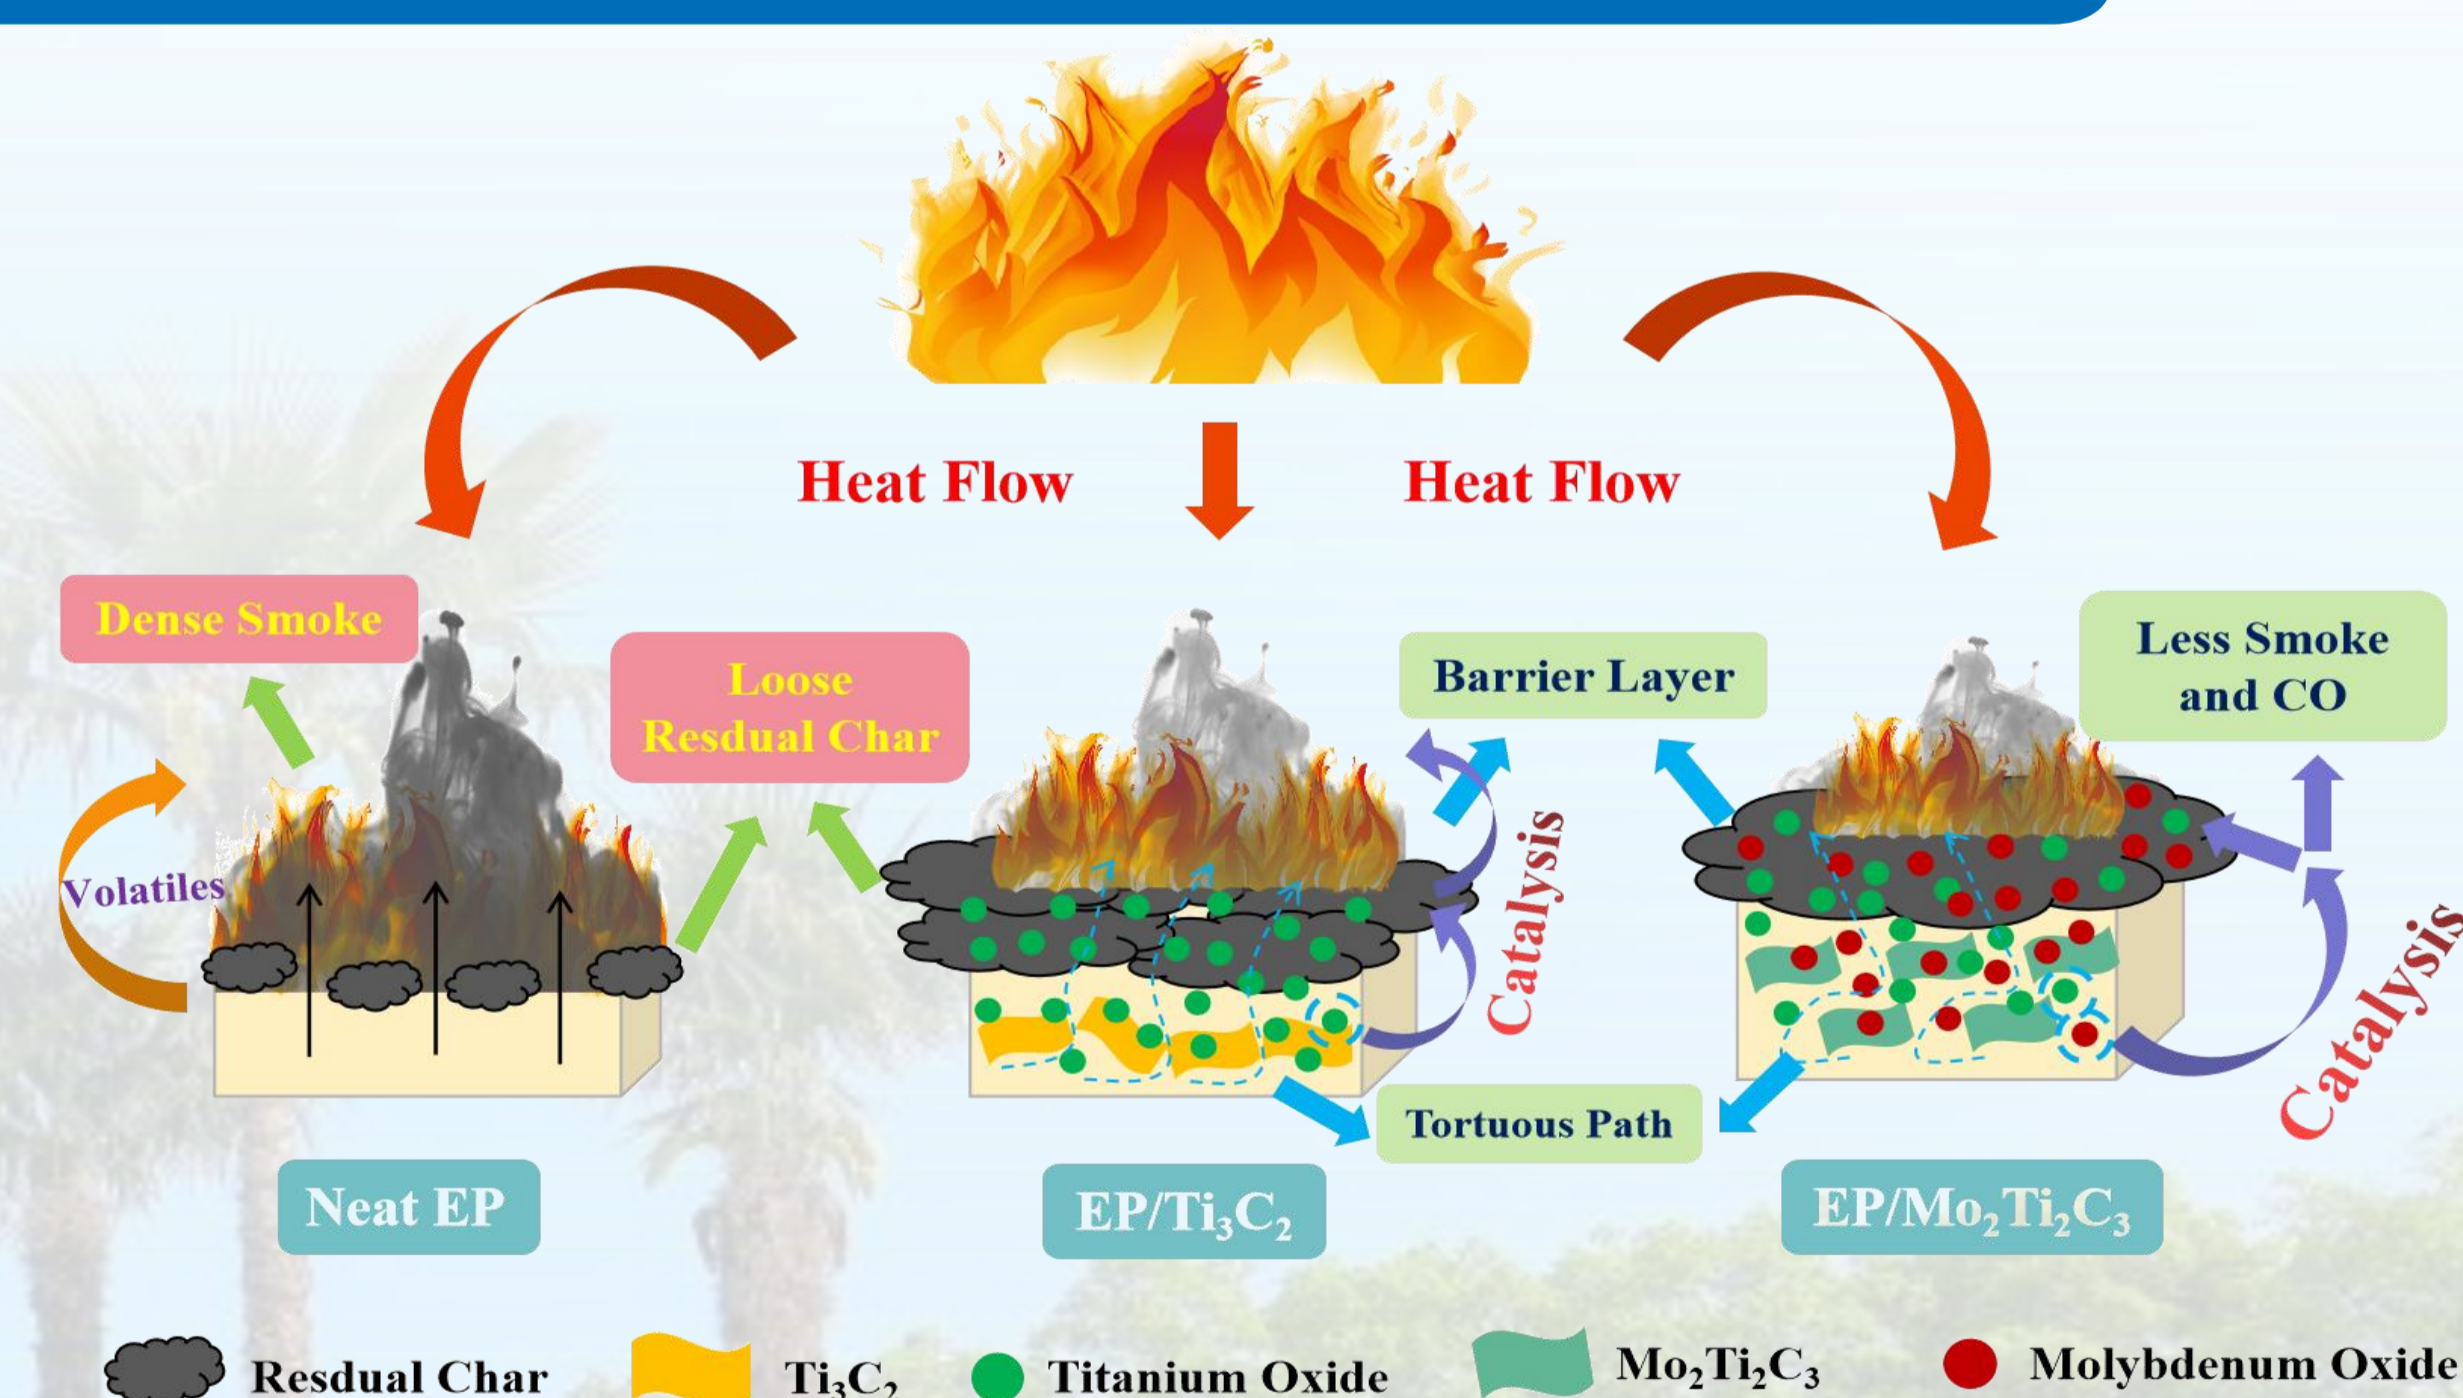 Heat Flow
Heat Flow
Dense Smoke
Loose
Resdual Char
Barrier Layer
Less Smoke
and CO
Volatiles
Catalysis
Catalysis
Tortuous Path
Neat EP
EP/Ti₃C₂
EP/Mo₂Ti₂C₃
Resdual Char
Ti₃C₂
Titanium Oxide
Mo₂Ti₂C₃
Molybdenum Oxide